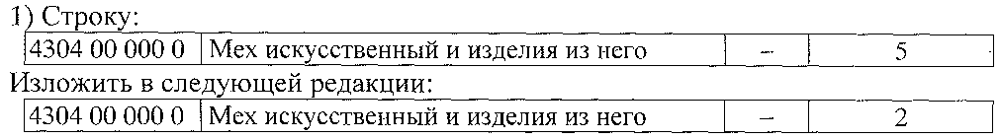 1) Строку:
4304 00 000 0 Мех искусственный и изделия из него – 5
Изложить в следующей редакции:
4304 00 000 0 Мех искусственный и изделия из него – 2